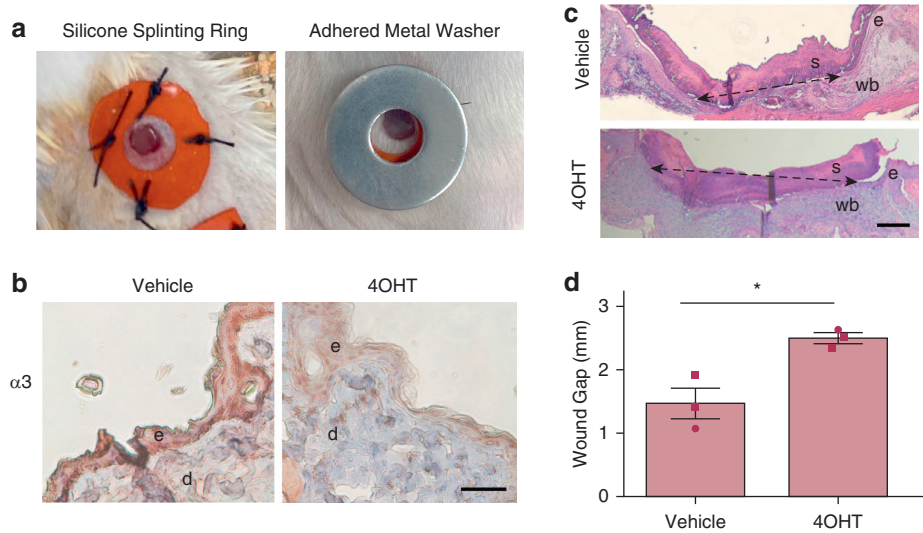 a
Silicone Splinting Ring
Adhered Metal Washer
b
Vehicle
4OHT
α3
e
d
e
d
c
Vehicle
e
s
wb
4OHT
s
e
wb
d
*
Wound Gap (mm)
3
2
1
0
Vehicle
4OHT